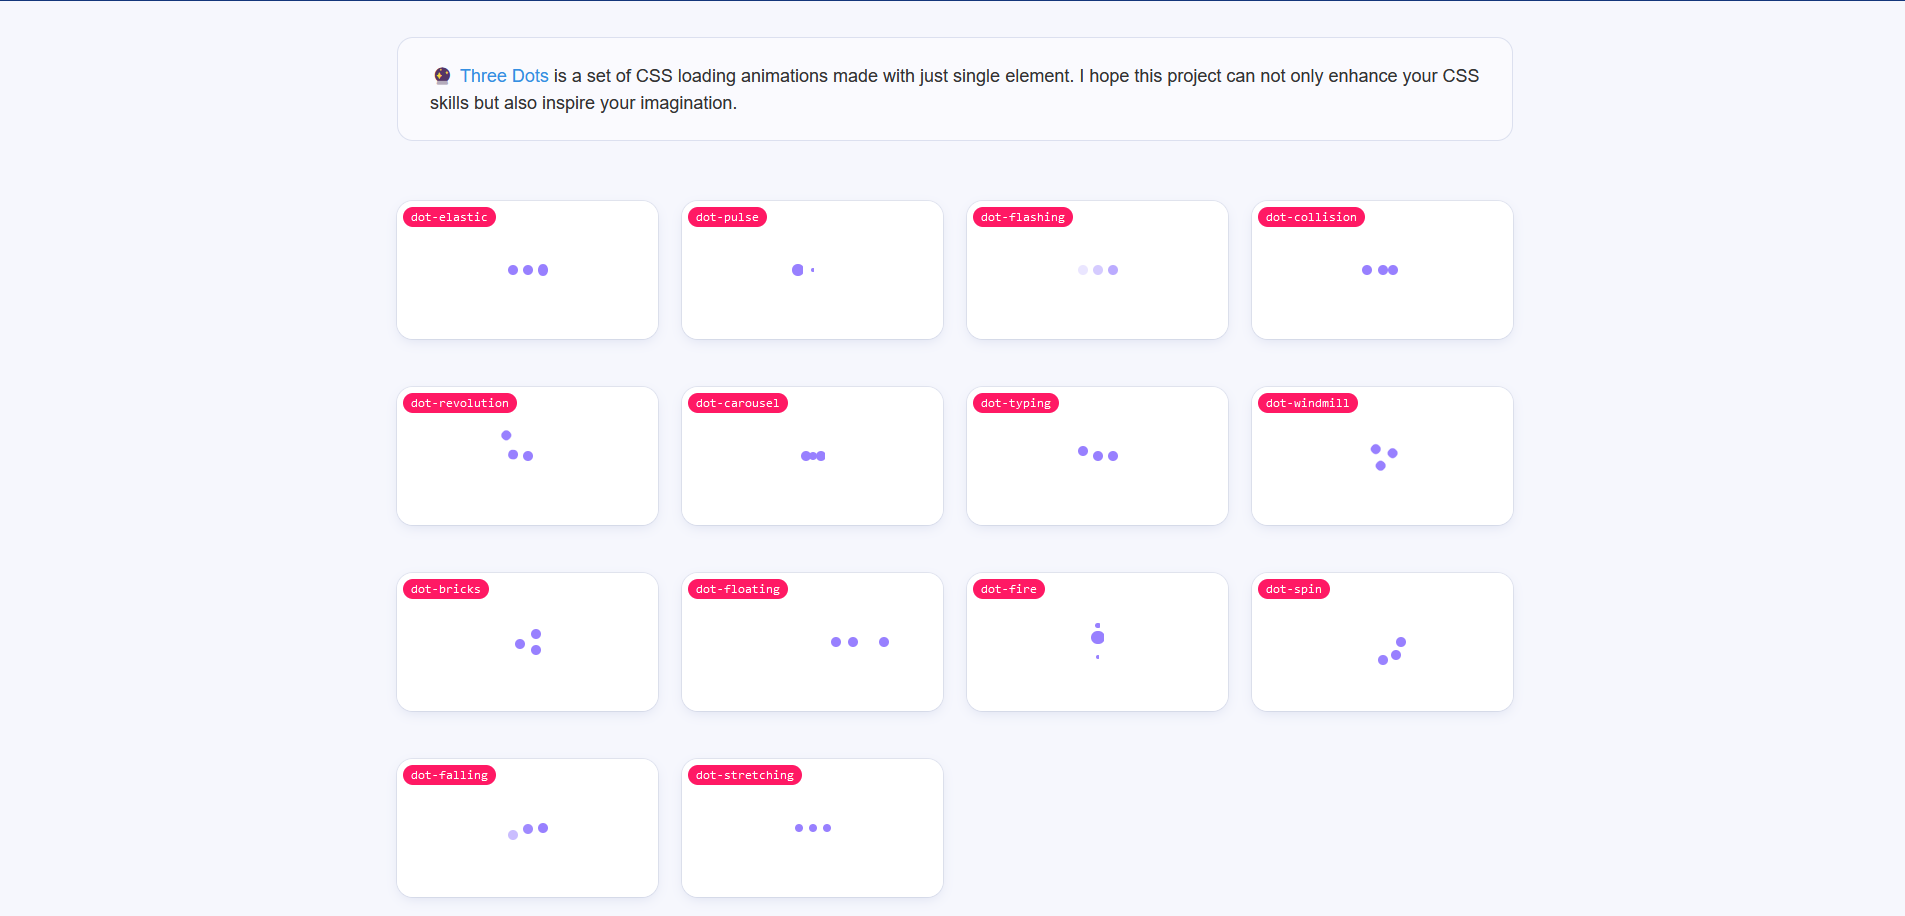 Three Dots is a set of CSS loading animations made with just single element. I hope this project can not only enhance your CSS
skills but also inspire your imagination.
dot-elastic
dot-pulse
dot-flashing
dot-collision
dot-revolution
dot-carousel
dot-typing
dot-windmill
dot-bricks
dot-floating
dot-fire
dot-spin
dot-falling
dot-stretching